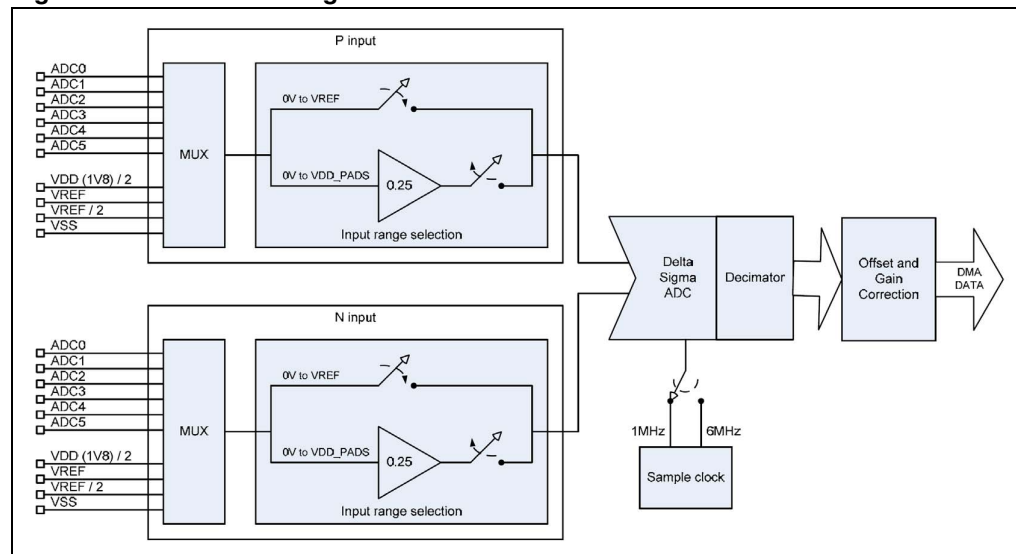 P input
ADC0
ADC1
ADC2
ADC3
ADC4
ADC5
VDD (1V8) / 2
VREF
VREF / 2
VSS
MUX
0V to VREF
0V to VDD_PADS
0.25
Input range selection
N input
ADC0
ADC1
ADC2
ADC3
ADC4
ADC5
VDD (1V8) / 2
VREF
VREF / 2
VSS
MUX
0V to VREF
0V to VDD_PADS
0.25
Input range selection
Delta
Sigma
ADC
Decimator
Offset and
Gain
Correction
DMA
DATA
1MHz
6MHz
Sample clock